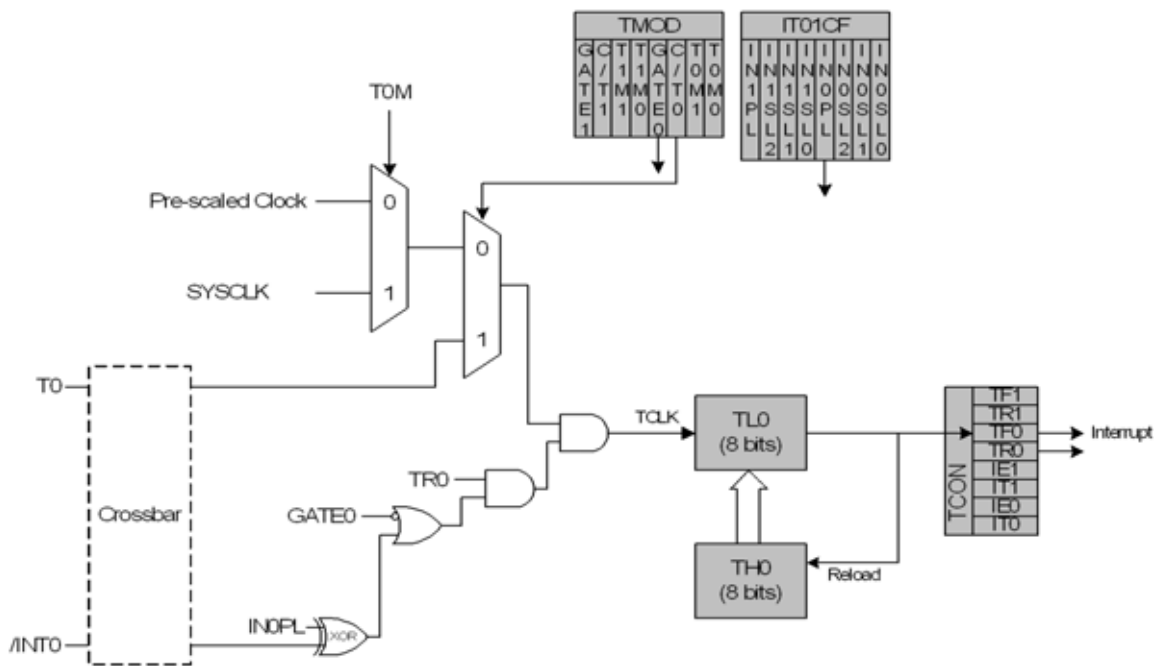 TMOD
GATE1
C/T1
T1M1
T1M0
GATE0
C/T0
T0M1
T0M0
IT01CF
IN1PL
IN1SL2
IN1SL1
IN1SL0
IN0PL
IN0SL2
IN0SL1
IN0SL0
T0M
Pre-scaled Clock
0
SYSCLK
1
0
1
T0
Crossbar
/INT0
TR0
GATE0
IN0PL
XOR
TCLK
TL0
(8 bits)
TH0
(8 bits)
Reload
TCON
TF1
TR1
TF0
TR0
IE1
IT1
IE0
IT0
Interrupt